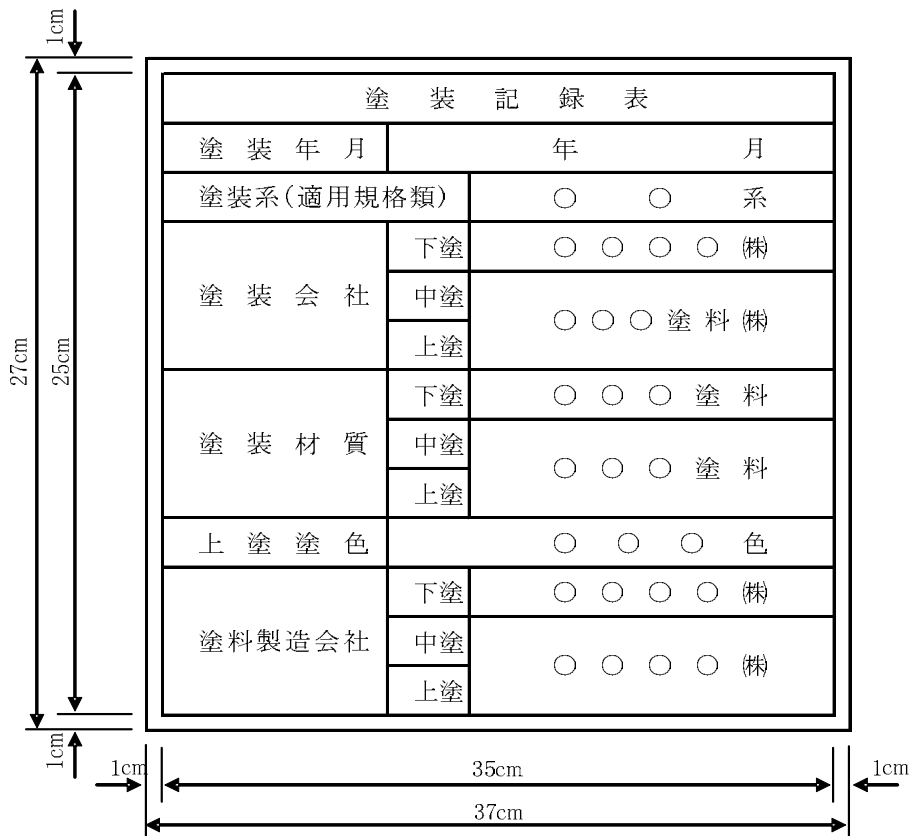 1cm
塗装記録表
塗装年月 年 月
塗装系(適用規格類) ○ ○ 系
下塗 ○○○○㈱
塗装会社 中塗 ○○○塗料㈱
上塗
下塗 ○○○塗料
塗装材質 中塗 ○○○塗料
上塗
上塗塗色 ○○○色
下塗 ○○○○㈱
塗料製造会社 中塗 ○○○○㈱
上塗
27cm
25cm
1cm
1cm
35cm
1cm
37cm